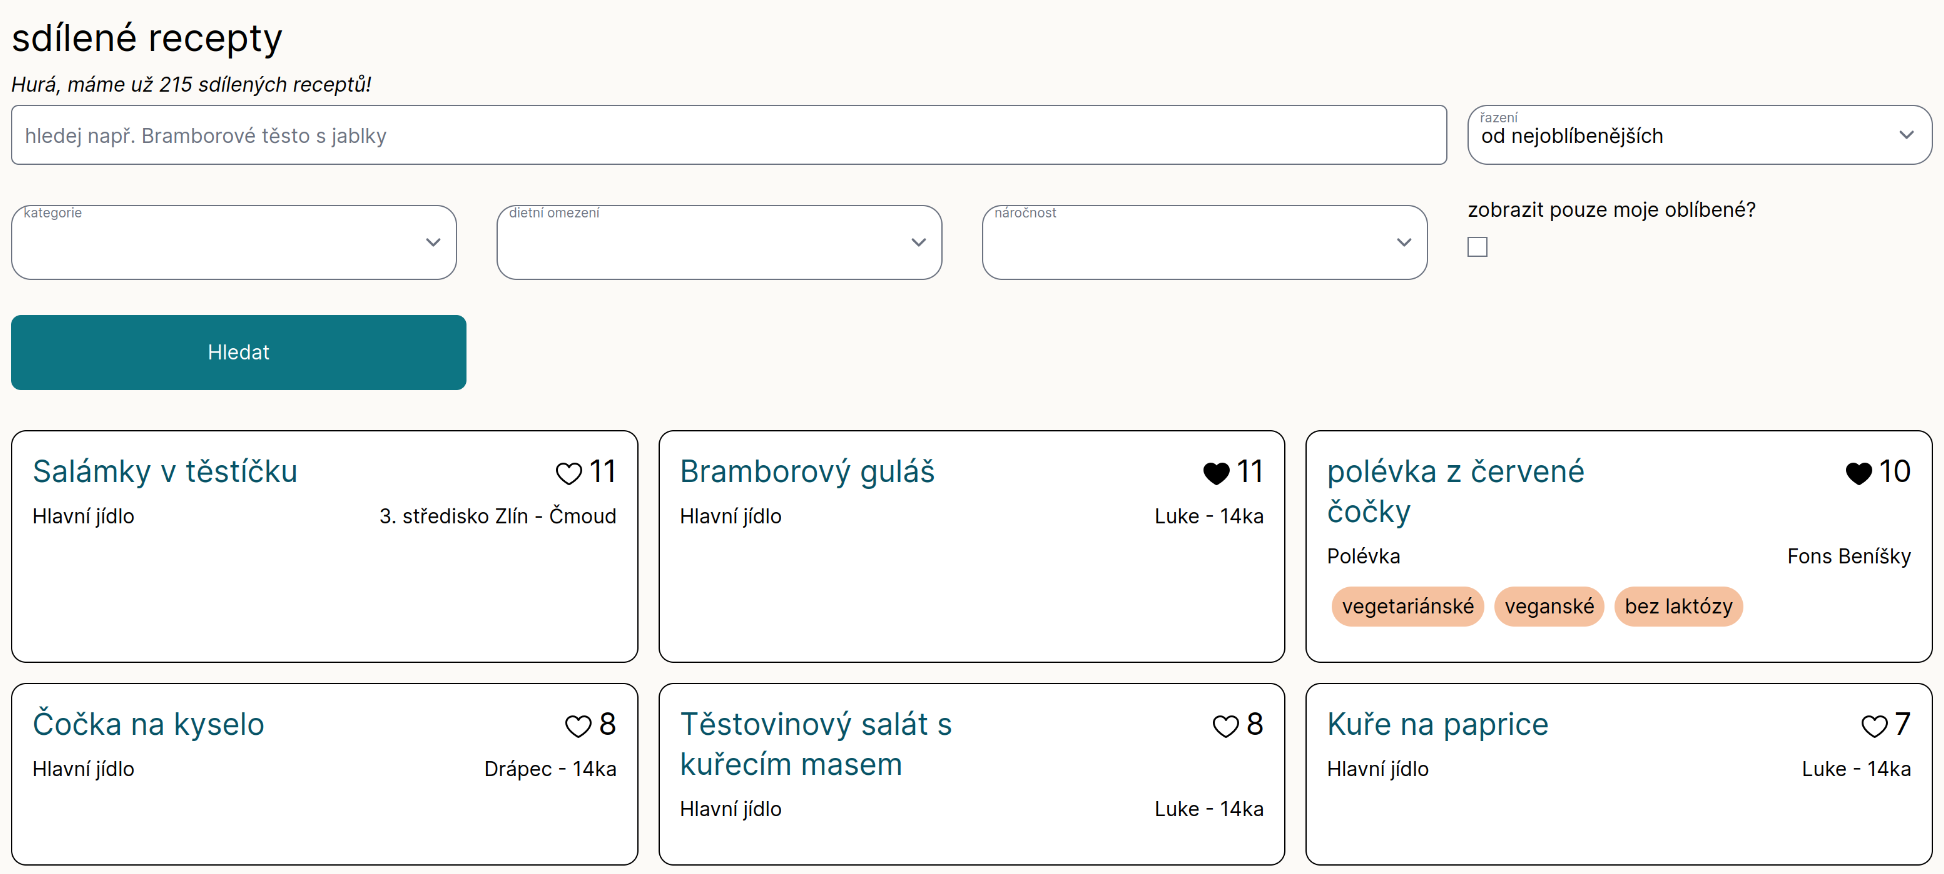 sdílené recepty
Hurá, máme už 215 sdílených receptů!
hledej např. Bramborové těsto s jablky
řazení
od nejoblíbenějších
kategorie
dietní omezení
náročnost
zobrazit pouze moje oblíbené?
Hledat
Salámky v těstíčku
11
Hlavní jídlo
3. středisko Zlín - Čmoud
Bramborový guláš
11
Hlavní jídlo
Luke - 14ka
polévka z červené
čočky
10
Polévka
Fons Beníšky
vegetariánské
veganské
bez laktózy
Čočka na kyselo
8
Hlavní jídlo
Drápec - 14ka
Těstovinový salát s
kuřecím masem
8
Hlavní jídlo
Luke - 14ka
Kuře na paprice
7
Hlavní jídlo
Luke - 14ka